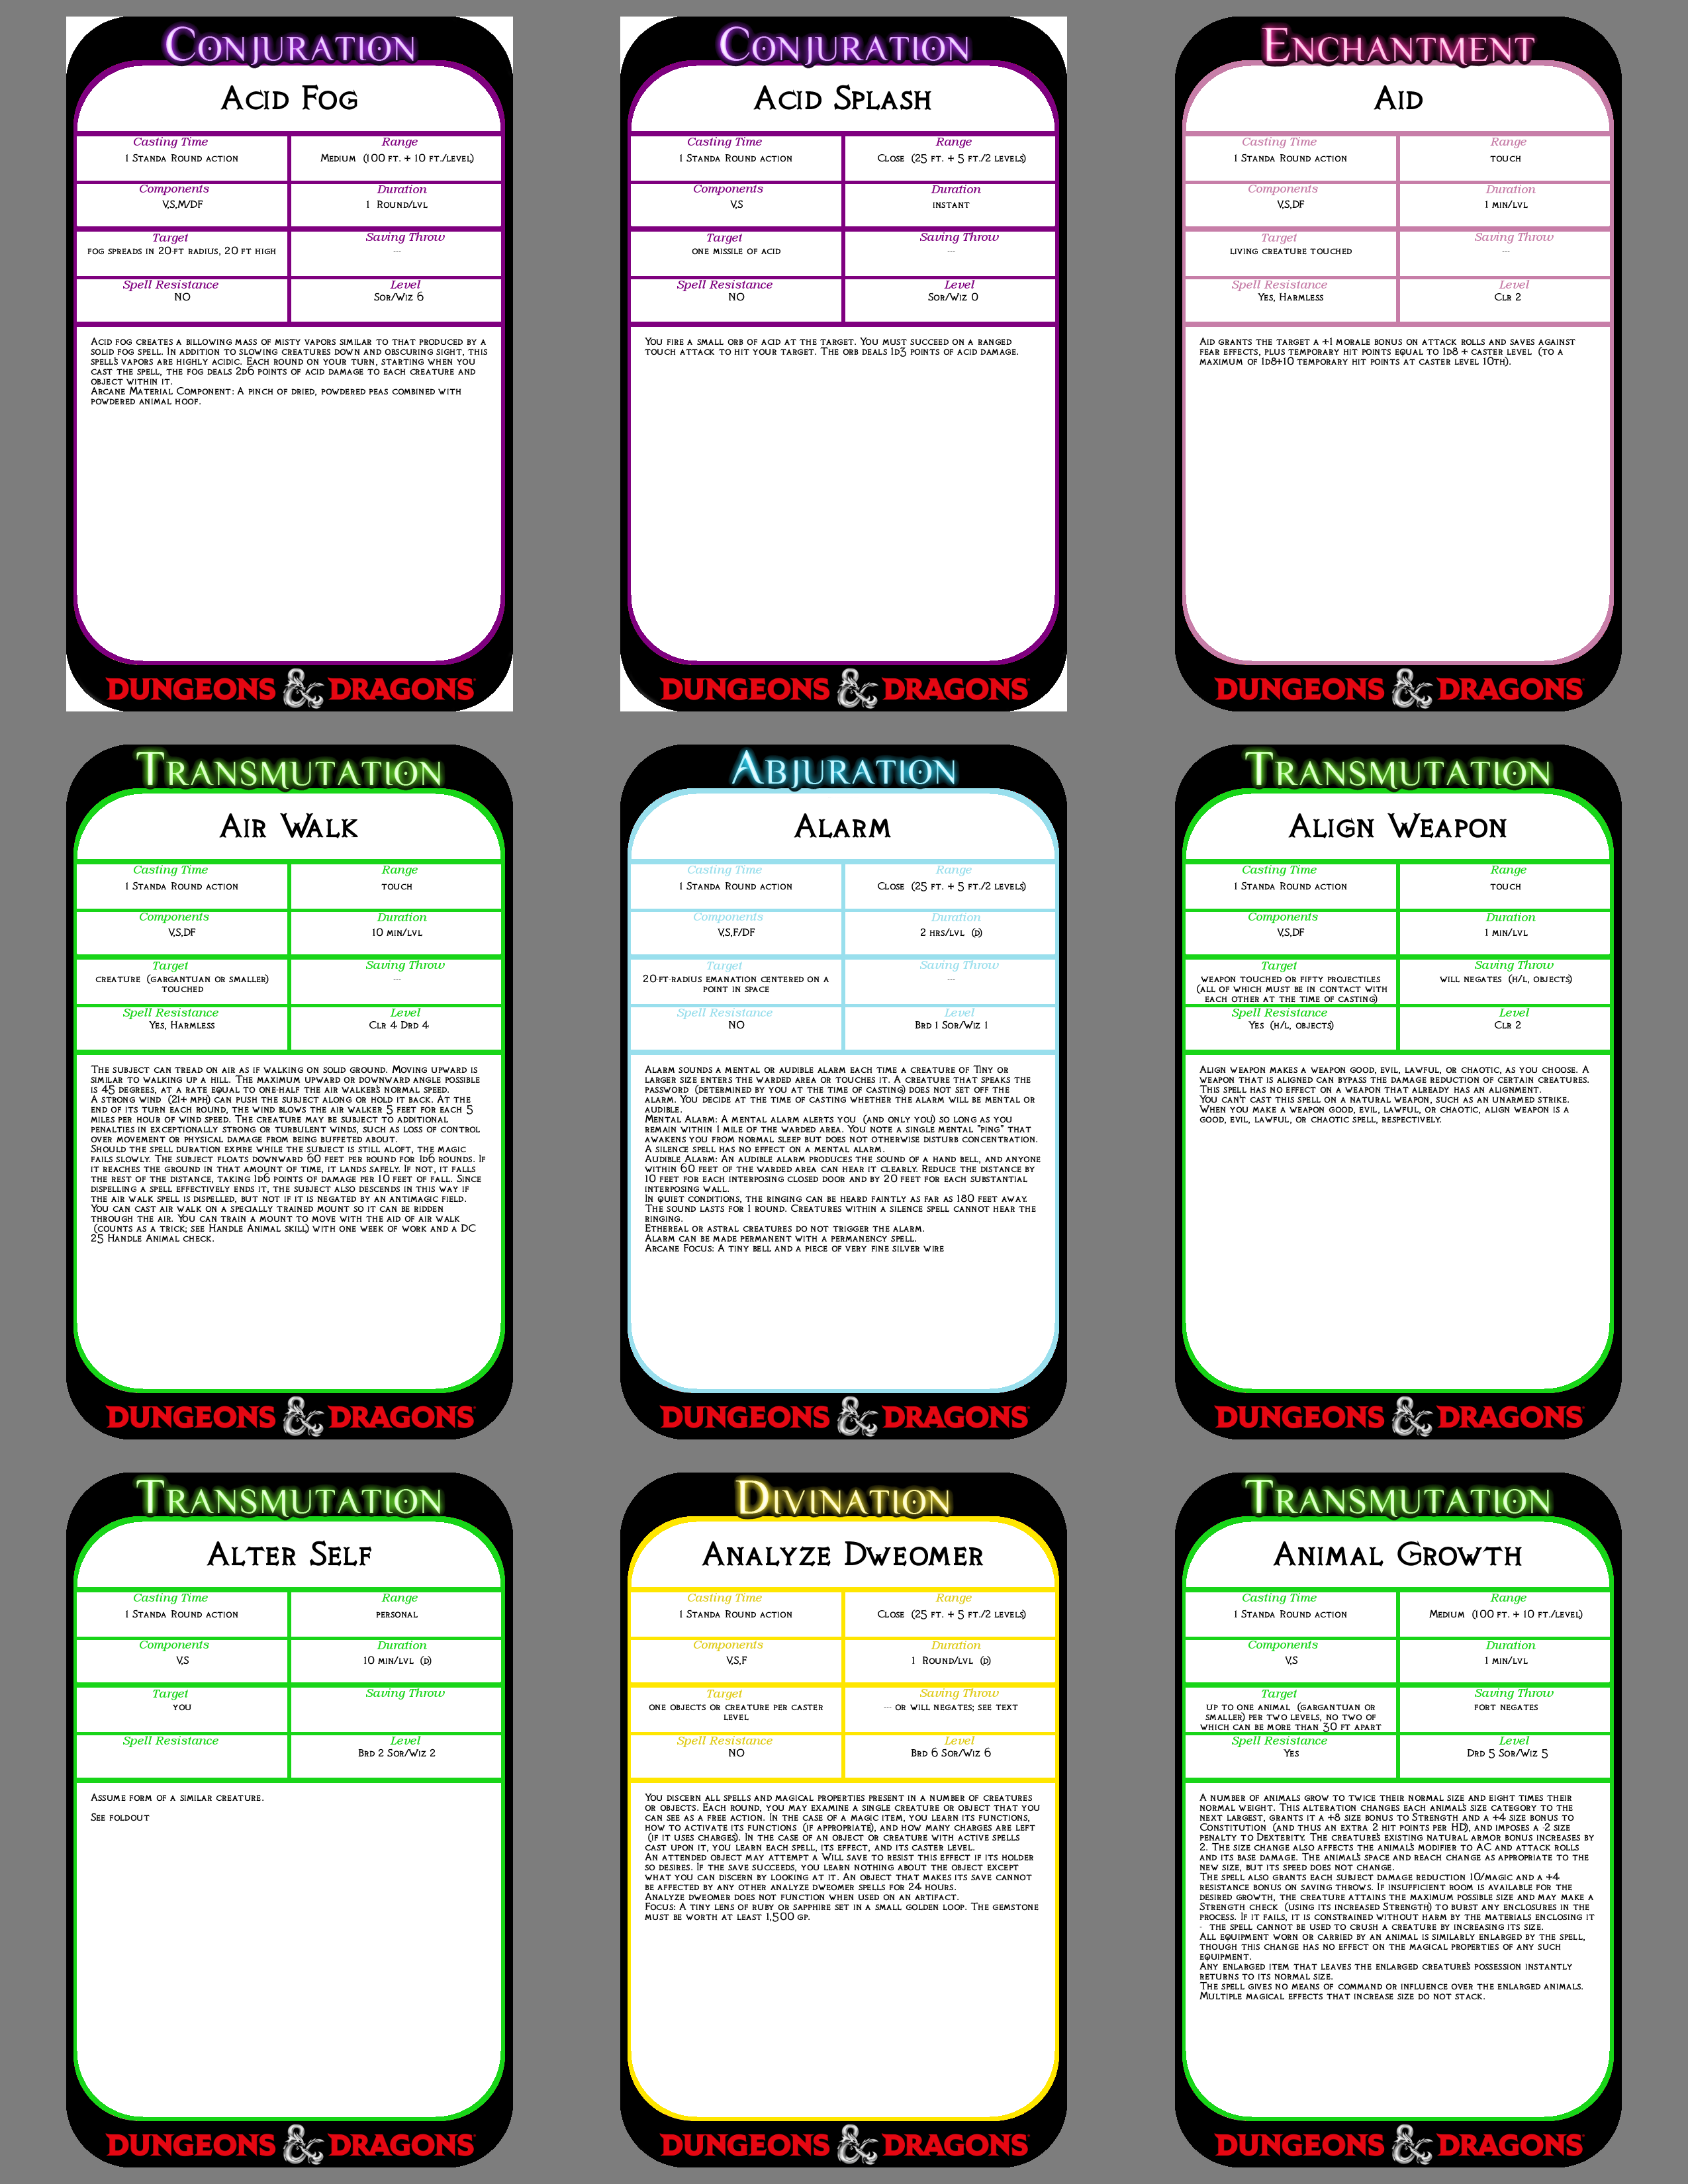 Conjuration
Acid Fog
Casting Time
1 Standa Round action
Range
Medium (100 ft. + 10 ft./level)
Components
V,S,M/DF
Duration
1 Round/lvl
Target
fog spreads in 20-ft radius, 20 ft high
Saving Throw
---
Spell Resistance
NO
Level
Sor/Wiz 6
Acid fog creates a billowing mass of misty vapors similar to that produced by a
solid fog spell. In addition to slowing creatures down and obscuring sight, this
spell's vapors are highly acidic. Each round on your turn, starting when you
cast the spell, the fog deals 2d6 points of acid damage to each creature and
object within it.
Arcane Material Component: A pinch of dried, powdered peas combined with
powdered animal hoof.
DUNGEONS & DRAGONS
Conjuration
Acid Splash
Casting Time
1 Standa Round action
Range
Close (25 ft. + 5 ft./2 levels)
Components
V,S
Duration
instant
Target
one missile of acid
Saving Throw
---
Spell Resistance
NO
Level
Sor/Wiz 0
You fire a small orb of acid at the target. You must succeed on a ranged
touch attack to hit your target. The orb deals 1d3 points of acid damage.
DUNGEONS & DRAGONS
Enchantment
Aid
Casting Time
1 Standa Round action
Range
touch
Components
V,S,DF
Duration
1 min/lvl
Target
living creature touched
Saving Throw
---
Spell Resistance
Yes, Harmless
Level
Clr 2
Aid grants the target a +1 morale bonus on attack rolls and saves against
fear effects, plus temporary hit points equal to 1d8 + caster level (to a
maximum of 1d8+10 temporary hit points at caster level 10th).
DUNGEONS & DRAGONS
Transmutation
Air Walk
Casting Time
1 Standa Round action
Range
touch
Components
V,S,DF
Duration
10 min/lvl
Target
creature (gargantuan or smaller)
touched
Saving Throw
---
Spell Resistance
Yes, Harmless
Level
Clr 4 Drd 4
The subject can tread on air as if walking on solid ground. Moving upward is
similar to walking up a hill. The maximum upward or downward angle possible
is 45 degrees, at a rate equal to one-half the air walker's normal speed.
A strong wind (21+ mph) can push the subject along or hold it back. At the
end of its turn each round, the wind blows the air walker 5 feet for each 5
miles per hour of wind speed. The creature may be subject to additional
penalties in exceptionally strong or turbulent winds, such as loss of control
over movement or physical damage from being buffeted about.
Should the spell duration expire while the subject is still aloft, the magic
fails slowly. The subject floats downward 60 feet per round for 1d6 rounds. If
it reaches the ground in that amount of time, it lands safely. If not, it falls
the rest of the distance, taking 1d6 points of damage per 10 feet of fall. Since
dispelling a spell effectively ends it, the subject also descends in this way if
the air walk spell is dispelled, but not if it is negated by an antimagic field.
You can cast air walk on a specially trained mount so it can be ridden
through the air. You can train a mount to move with the aid of air walk
(counts as a trick; see Handle Animal skill) with one week of work and a DC
25 Handle Animal check.
DUNGEONS & DRAGONS
Abjuration
Alarm
Casting Time
1 Standa Round action
Range
Close (25 ft. + 5 ft./2 levels)
Components
V,S,F/DF
Duration
2 hrs/lvl (D)
Target
20-ft-radius emanation centered on a
point in space
Saving Throw
---
Spell Resistance
NO
Level
Brd 1 Sor/Wiz 1
Alarm sounds a mental or audible alarm each time a creature of Tiny or
larger size enters the warded area or touches it. A creature that speaks the
password (determined by you at the time of casting) does not set off the
alarm. You decide at the time of casting whether the alarm will be mental or
audible.
Mental Alarm: A mental alarm alerts you (and only you) so long as you
remain within 1 mile of the warded area. You note a single mental "ping" that
awakens you from normal sleep but does not otherwise disturb concentration.
A silence spell has no effect on a mental alarm.
Audible Alarm: An audible alarm produces the sound of a hand bell, and anyone
within 60 feet of the warded area can hear it clearly. Reduce the distance by
10 feet for each interposing closed door and by 20 feet for each substantial
interposing wall.
In quiet conditions, the ringing can be heard faintly as far as 180 feet away.
The sound lasts for 1 round. Creatures within a silence spell cannot hear the
ringing.
Ethereal or astral creatures do not trigger the alarm.
Alarm can be made permanent with a permanency spell.
Arcane Focus: A tiny bell and a piece of very fine silver wire
DUNGEONS & DRAGONS
Transmutation
Align Weapon
Casting Time
1 Standa Round action
Range
touch
Components
V,S,DF
Duration
1 min/lvl
Target
weapon touched or fifty projectiles
(all of which must be in contact with
each other at the time of casting)
Saving Throw
will negates (h/l, objects)
Spell Resistance
Yes (h/l, objects)
Level
Clr 2
Align weapon makes a weapon good, evil, lawful, or chaotic, as you choose. A
weapon that is aligned can bypass the damage reduction of certain creatures.
This spell has no effect on a weapon that already has an alignment.
You can't cast this spell on a natural weapon, such as an unarmed strike.
When you make a weapon good, evil, lawful, or chaotic, align weapon is a
good, evil, lawful, or chaotic spell, respectively.
DUNGEONS & DRAGONS
Transmutation
Alter Self
Casting Time
1 Standa Round action
Range
personal
Components
V,S
Duration
10 min/lvl (D)
Target
you
Saving Throw
Spell Resistance
Level
Brd 2 Sor/Wiz 2
Assume form of a similar creature.
See foldout
DUNGEONS & DRAGONS
Divination
Analyze Dweomer
Casting Time
1 Standa Round action
Range
Close (25 ft. + 5 ft./2 levels)
Components
V,S,F
Duration
1 Round/lvl (D)
Target
one objects or creature per caster
level
Saving Throw
--- or will negates; see text
Spell Resistance
NO
Level
Brd 6 Sor/Wiz 6
You discern all spells and magical properties present in a number of creatures
or objects. Each round, you may examine a single creature or object that you
can see as a free action. In the case of a magic item, you learn its functions,
how to activate its functions (if appropriate), and how many charges are left
(if it uses charges). In the case of an object or creature with active spells
cast upon it, you learn each spell, its effect, and its caster level.
An attended object may attempt a Will save to resist this effect if its holder
so desires. If the save succeeds, you learn nothing about the object except
what you can discern by looking at it. An object that makes its save cannot
be affected by any other analyze dweomer spells for 24 hours.
Analyze dweomer does not function when used on an artifact.
Focus: A tiny lens of ruby or sapphire set in a small golden loop. The gemstone
must be worth at least 1,500 gp.
DUNGEONS & DRAGONS
Transmutation
Animal Growth
Casting Time
1 Standa Round action
Range
Medium (100 ft. + 10 ft./level)
Components
V,S
Duration
1 min/lvl
Target
up to one animal (gargantuan or
smaller) per two levels, no two of
which can be more than 30 ft apart
Saving Throw
fort negates
Spell Resistance
Yes
Level
Drd 5 Sor/Wiz 5
A number of animals grow to twice their normal size and eight times their
normal weight. This alteration changes each animal's size category to the
next largest, grants it a +8 size bonus to Strength and a +4 size bonus to
Constitution (and thus an extra 2 hit points per HD), and imposes a -2 size
penalty to Dexterity. The creature's existing natural armor bonus increases by
2. The size change also affects the animal's modifier to AC and attack rolls
and its base damage. The animal's space and reach change as appropriate to the
new size, but its speed does not change.
The spell also grants each subject damage reduction 10/magic and a +4
resistance bonus on saving throws. If insufficient room is available for the
desired growth, the creature attains the maximum possible size and may make a
Strength check (using its increased Strength) to burst any enclosures in the
process. If it fails, it is constrained without harm by the materials enclosing it
- the spell cannot be used to crush a creature by increasing its size.
All equipment worn or carried by an animal is similarly enlarged by the spell,
though this change has no effect on the magical properties of any such
equipment.
Any enlarged item that leaves the enlarged creature's possession instantly
returns to its normal size.
The spell gives no means of command or influence over the enlarged animals.
Multiple magical effects that increase size do not stack.
DUNGEONS & DRAGONS